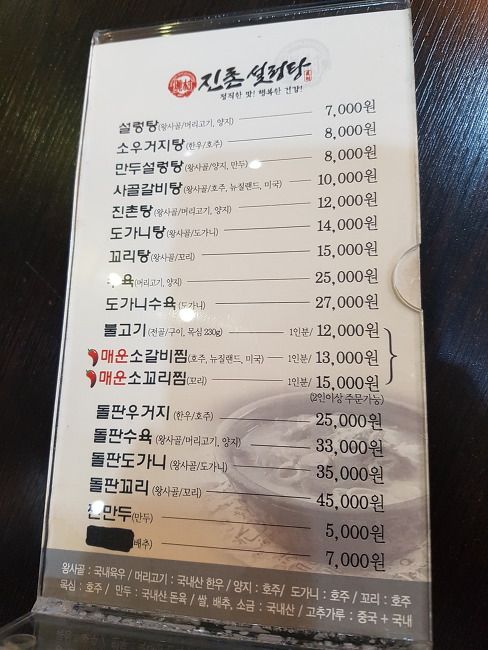 진촌설렁탕
정직한 맛! 행복한 건강!
설렁탕(왕사골/머리고기, 양지) 7,000원
소우거지탕(한우/호주) 8,000원
만두설렁탕(왕사골/양지, 만두) 8,000원
사골갈비탕(왕사골/호주, 뉴질랜드, 미국) 10,000원
진촌탕(왕사골/머리고기, 양지) 12,000원
도가니탕(왕사골/도가니) 14,000원
꼬리탕(왕사골/꼬리) 15,000원
수육(머리고기, 양지) 25,000원
도가니수육(도가니) 27,000원
불고기(전골/구이, 목심 230g) 1인분/ 12,000원
매운소갈비찜(호주, 뉴질랜드, 미국) 1인분/ 13,000원
매운소꼬리찜(꼬리) 1인분/ 15,000원
(2인이상 주문가능)
돌판우거지 (한우/호주) 25,000원
돌판수육 (왕사골/머리고기, 양지) 33,000원
돌판도가니 (왕사골/도가니) 35,000원
돌판꼬리 (왕사골/꼬리) 45,000원
찐만두(만두) 5,000원
배추) 7,000원
왕사골 : 국내육우 / 머리고기 : 국내산 한우 / 양지 : 호주 / 도가니 : 호주 / 꼬리 : 호주
목심 : 호주 / 만두 : 국내산 돈육 / 쌀, 배추, 소금 : 국내산 / 고추가루 : 중국 + 국내